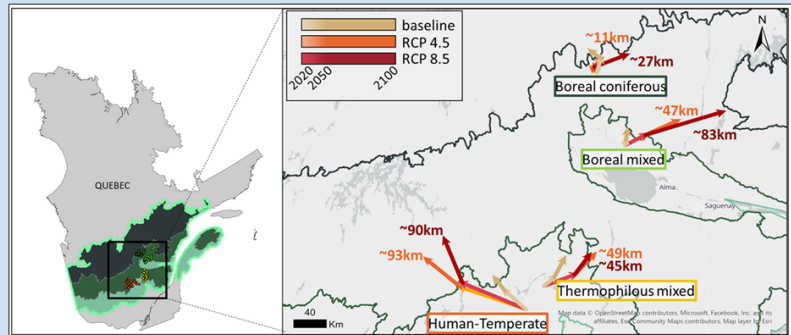 QUEBEC
baseline
RCP 4.5
RCP 8.5
2020
2050
2100
N
~11km
~27km
Boreal coniferous
~47km
~83km
Boreal mixed
Alma
Saguenay
~90km
~93km
~49km
~45km
Thermophilous mixed
Human-Temperate
40
Km
Map data © OpenStreetMap contributors, Microsoft, Facebook, Inc. and its
affiliates, Esri Community Maps contributors, Map layer by Esri